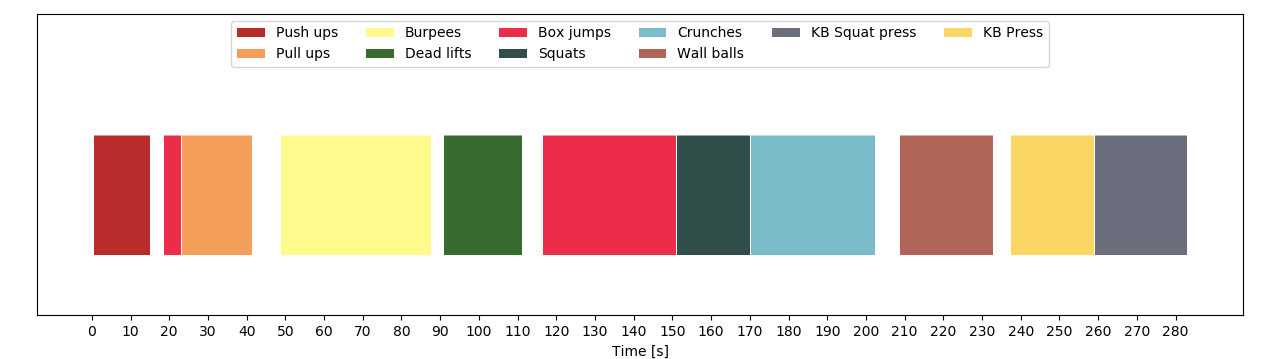 Push ups Burpees Box jumps Crunches KB Squat press KB Press
Pull ups Dead lifts Squats Wall balls
0 10 20 30 40 50 60 70 80 90 100 110 120 130 140 150 160 170 180 190 200 210 220 230 240 250 260 270 280
Time [s]